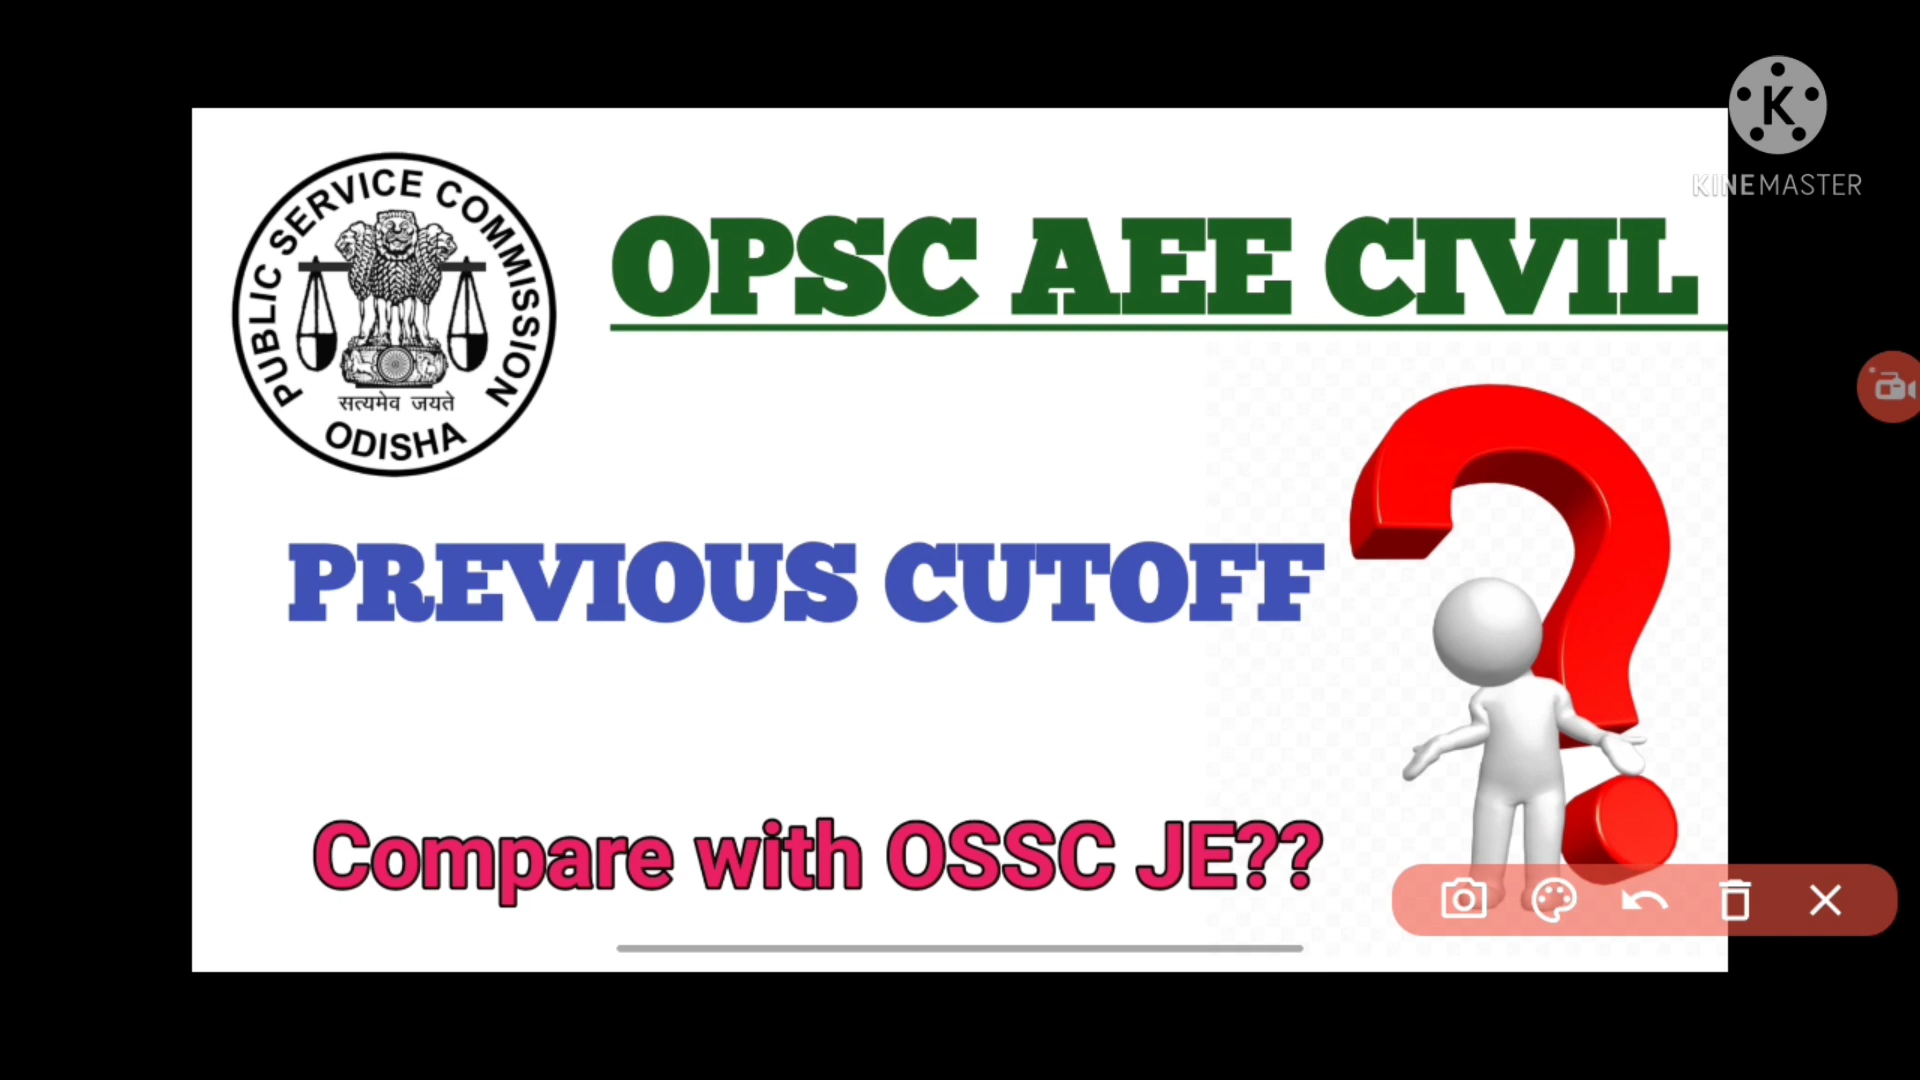 K
KINEMASTER
PUBLIC SERVICE COMMISSION
सत्यमेव जयते
ODISHA
OPSC AEE CIVIL
PREVIOUS CUTOFF
Compare with OSSC JE??